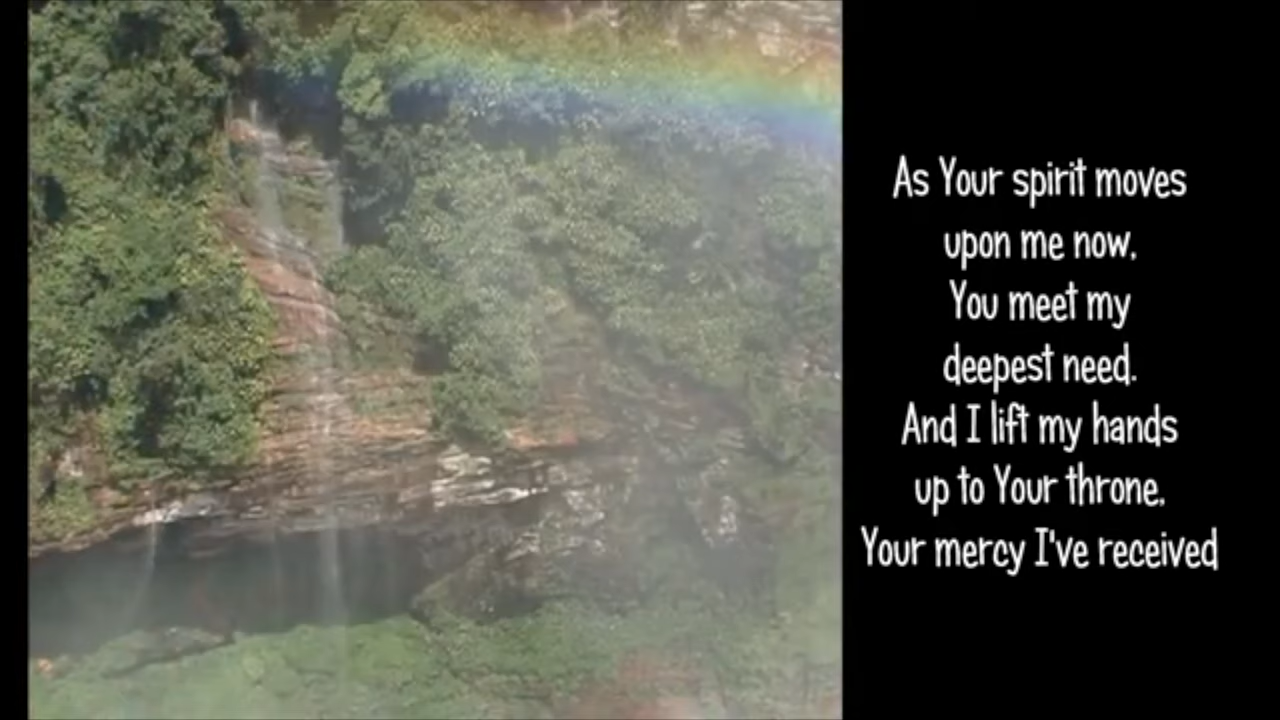 As Your spirit moves
upon me now,
You meet my
deepest need.
And I lift my hands
up to Your throne,
Your mercy I've received